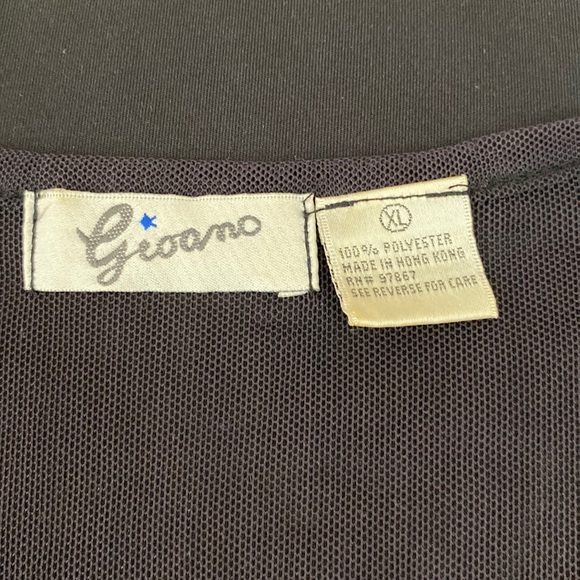 Gioano
XL
100% POLYESTER
MADE IN HONG KONG
RN# 97867
SEE REVERSE FOR CARE